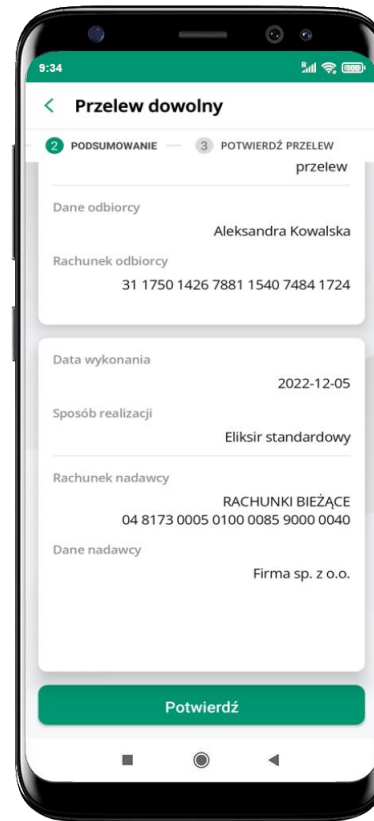 9:34
Przelew dowolny
2 PODSUMOWANIE 3 POTWIERDŹ PRZELEW
przelew
Dane odbiorcy
Aleksandra Kowalska
Rachunek odbiorcy
31 1750 1426 7881 1540 7484 1724
Data wykonania
2022-12-05
Sposób realizacji
Eliksir standardowy
Rachunek nadawcy
RACHUNKI BIEŻĄCE
04 8173 0005 0100 0085 9000 0040
Dane nadawcy
Firma sp. z o.o.
Potwierdź